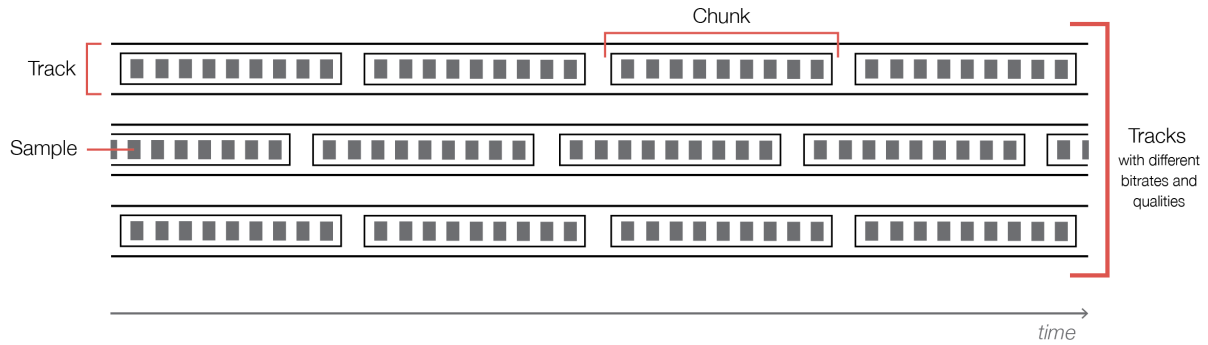 Chunk
Track
Sample
Tracks
with different
bitrates and
qualities
time